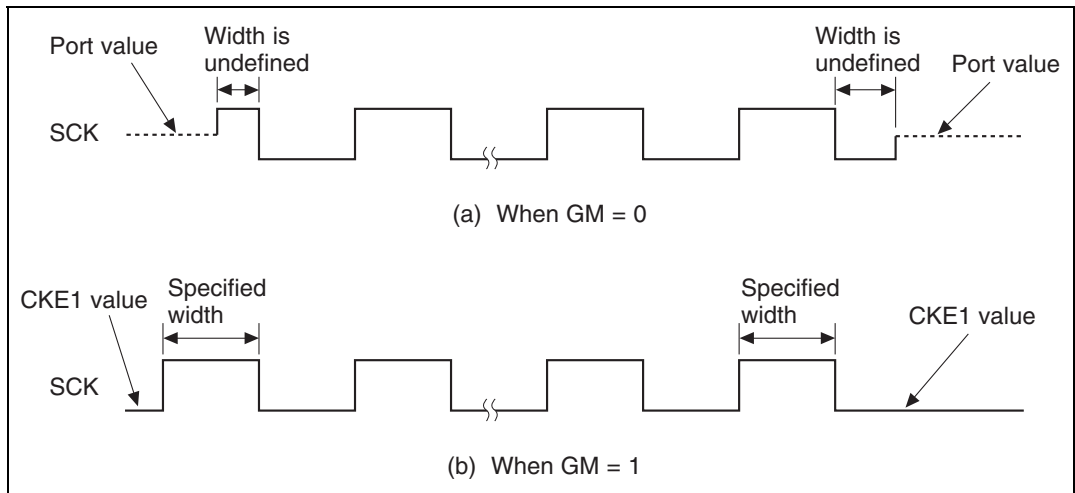 Port value
Width is
undefined
Width is
undefined
Port value
SCK
(a) When GM = 0
CKE1 value
Specified
width
Specified
width
CKE1 value
SCK
(b) When GM = 1